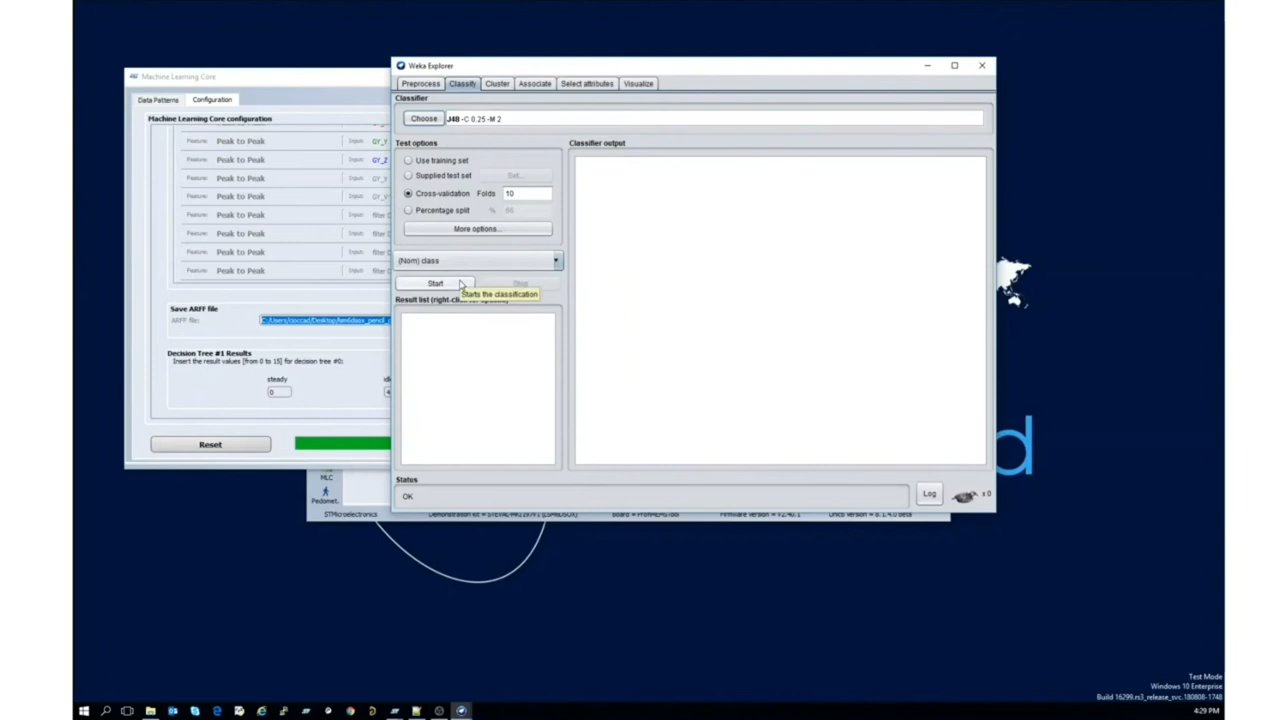 Machine Learning Core
Data Patterns
Configuration
Machine Learning Core configuration
Feature: Peak to Peak Input: GY_Y
Feature: Peak to Peak Input: GY_Z
Feature: Peak to Peak Input: GY_V
Feature: Peak to Peak Input: GY_V
Feature: Peak to Peak Input: filter
Feature: Peak to Peak Input: filter
Feature: Peak to Peak Input: filter
Feature: Peak to Peak Input: filter
Save ARFF file
ARFF file:
Decision Tree #1 Results
Insert the result values [from 0 to 15] for decision tree #0:
steady
0
Reset
MLC
Pedomet.
STMicroelectronics
Weka Explorer
Preprocess
Classify
Cluster
Associate
Select attributes
Visualize
Classifier
Choose
J48 -C 0.25 -M 2
Test options
Use training set
Supplied test set
Set...
Cross-validation Folds 10
Percentage split % 66
More options...
(Nom) class
Start
Stop
Starts the classification
Result list (right-click
Classifier output
Status
OK
Log
x 0
d
Test Mode
Windows 10 Enterprise
Build 16299.rs3_release_svc.180808-1748
4:29 PM